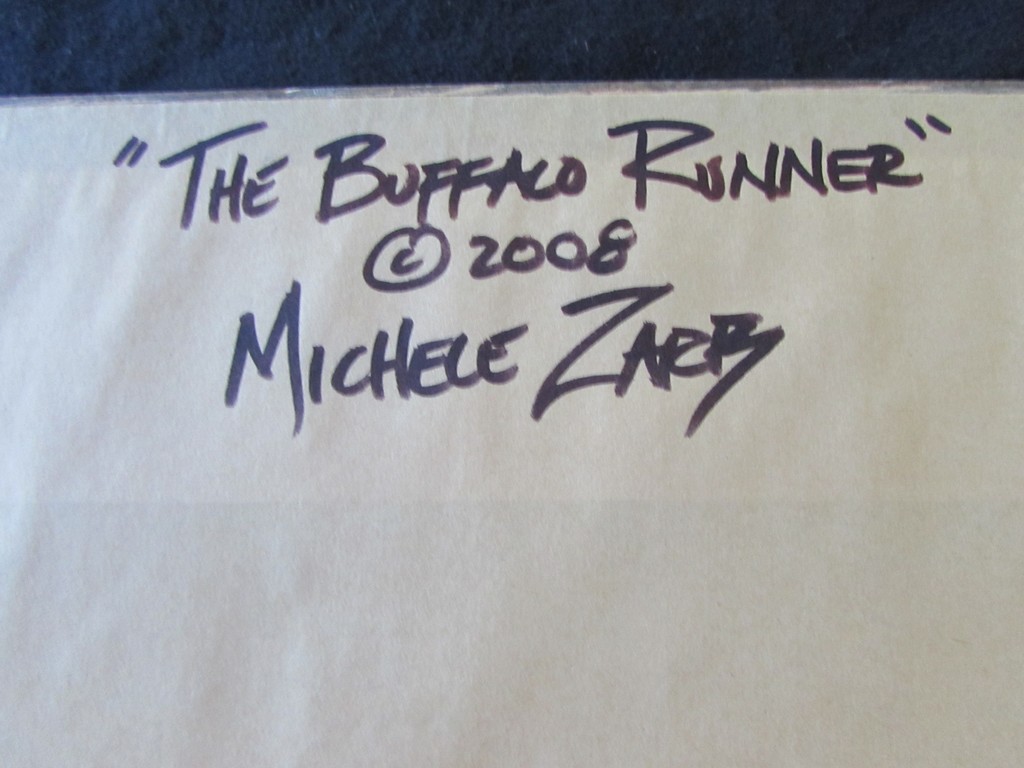 "THE BUFFALO RUNNER"
© 2008
MICHELE ZARB